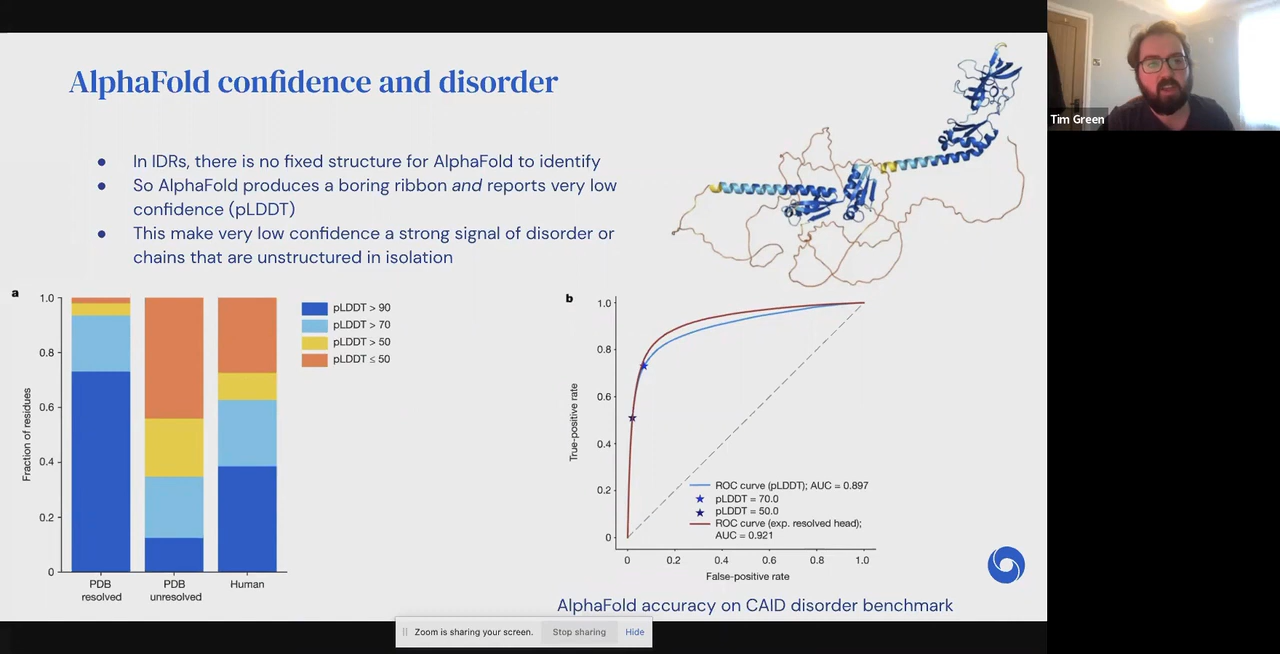 AlphaFold confidence and disorder
● In IDRs, there is no fixed structure for AlphaFold to identify
● So AlphaFold produces a boring ribbon and reports very low
confidence (pLDDT)
● This make very low confidence a strong signal of disorder or
chains that are unstructured in isolation
a
1.0
0.8
0.6
0.4
0.2
0
Fraction of residues
PDB
resolved
PDB
unresolved
Human
pLDDT > 90
pLDDT > 70
pLDDT > 50
pLDDT ≤ 50
b
1.0
0.8
0.6
0.4
0.2
0
True-positive rate
ROC curve (pLDDT); AUC = 0.897
pLDDT = 70.0
pLDDT = 50.0
ROC curve (exp. resolved head);
AUC = 0.921
0 0.2 0.4 0.6 0.8 1.0
False-positive rate
AlphaFold accuracy on CAID disorder benchmark
Zoom is sharing your screen. Stop sharing Hide
Tim Green